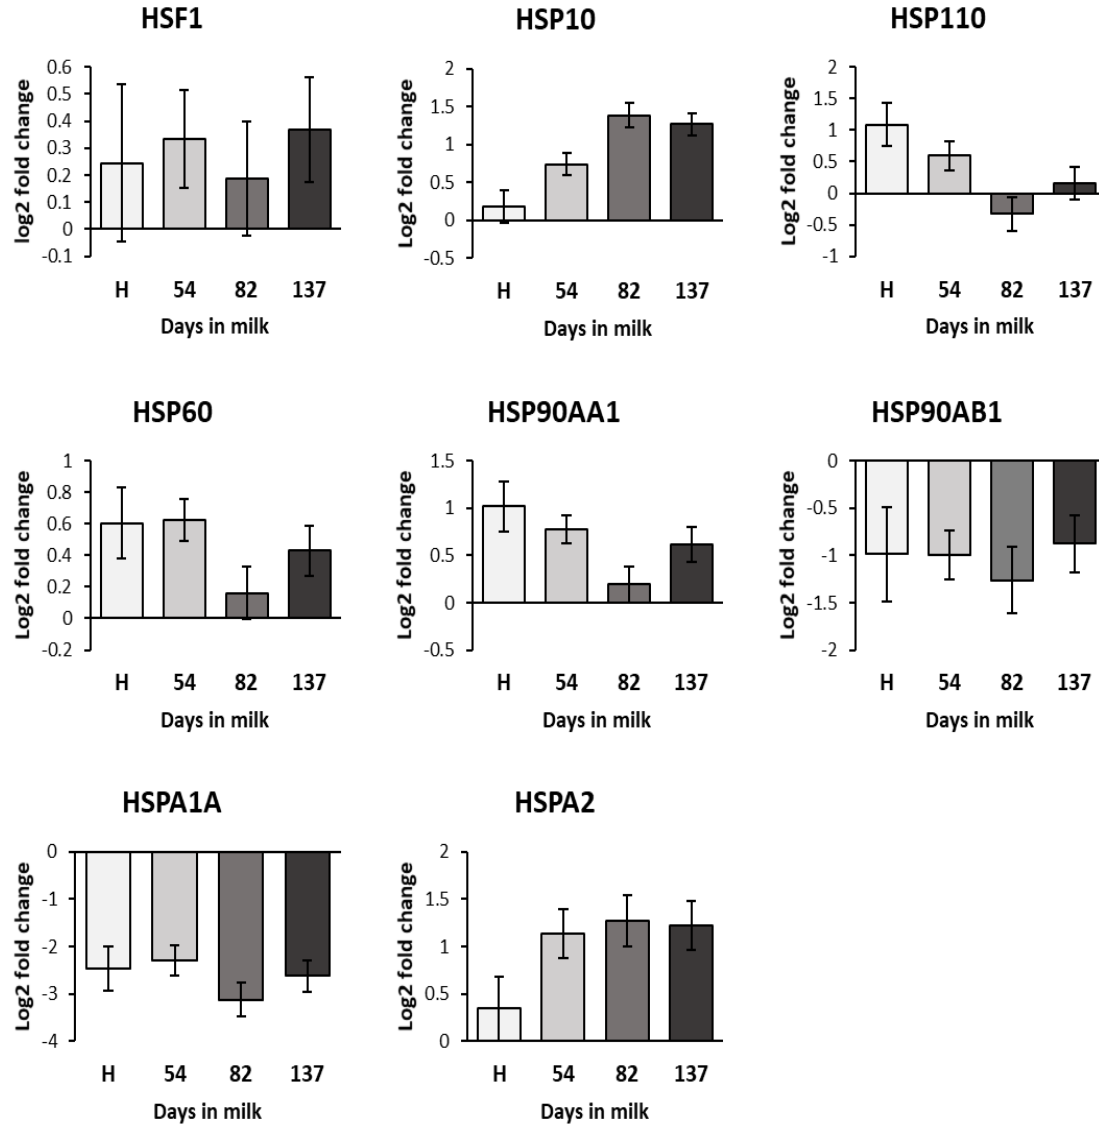 HSF1
HSP10
HSP110
log2 fold change
0.6
0.5
0.4
0.3
0.2
0.1
0
-0.1
H 54 82 137
Days in milk
Log2 fold change
2
1.5
1
0.5
0
-0.5
H 54 82 137
Days in milk
Log2 fold change
2
1.5
1
0.5
0
-0.5
-1
H 54 82 137
Days in milk
HSP60
HSP90AA1
HSP90AB1
Log2 fold change
1
0.8
0.6
0.4
0.2
0
-0.2
H 54 82 137
Days in milk
Log2 fold change
1.5
1
0.5
0
-0.5
H 54 82 137
Days in milk
Log2 fold change
0
-0.5
-1
-1.5
-2
H 54 82 137
Days in milk
HSPA1A
HSPA2
Log2 fold change
0
-1
-2
-3
-4
H 54 82 137
Days in milk
Log2 fold change
2
1.5
1
0.5
0
H 54 82 137
Days in milk